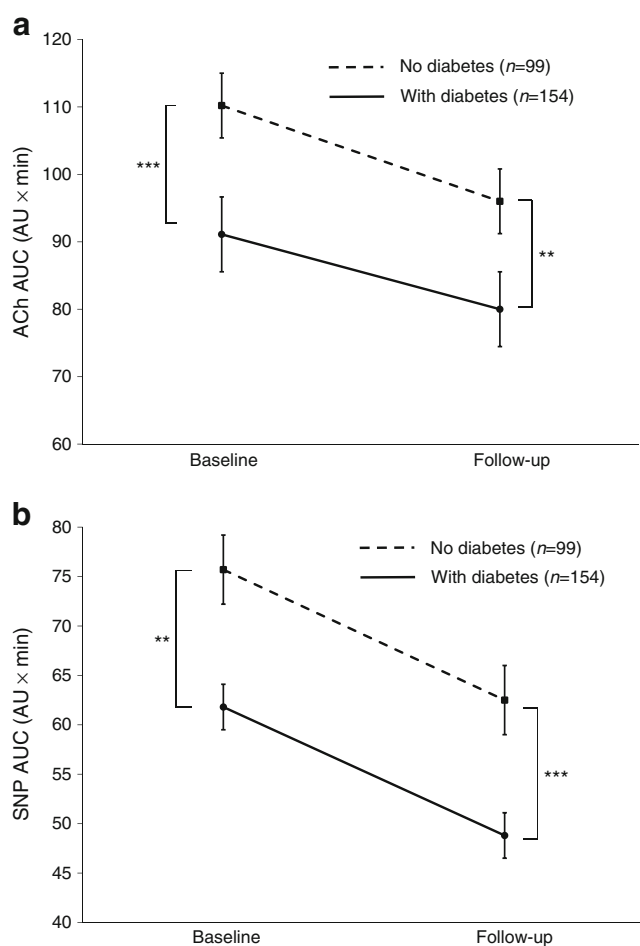 a
120
110
100
90
80
70
60
ACh AUC (AU × min)
No diabetes (n=99)
With diabetes (n=154)
***
**
Baseline Follow-up
b
80
75
70
65
60
55
50
45
40
SNP AUC (AU × min)
No diabetes (n=99)
With diabetes (n=154)
**
***
Baseline Follow-up